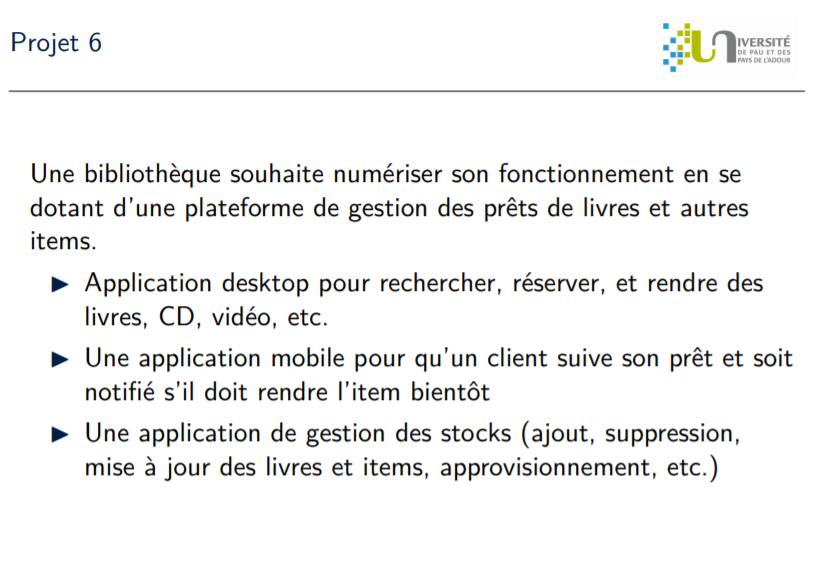 Projet 6
UNIVERSITÉ
DE PAU ET DES
PAYS DE L'ADOUR
Une bibliothèque souhaite numériser son fonctionnement en se
dotant d'une plateforme de gestion des prêts de livres et autres
items.
▶ Application desktop pour rechercher, réserver, et rendre des
livres, CD, vidéo, etc.
▶ Une application mobile pour qu'un client suive son prêt et soit
notifié s'il doit rendre l'item bientôt
▶ Une application de gestion des stocks (ajout, suppression,
mise à jour des livres et items, approvisionnement, etc.)